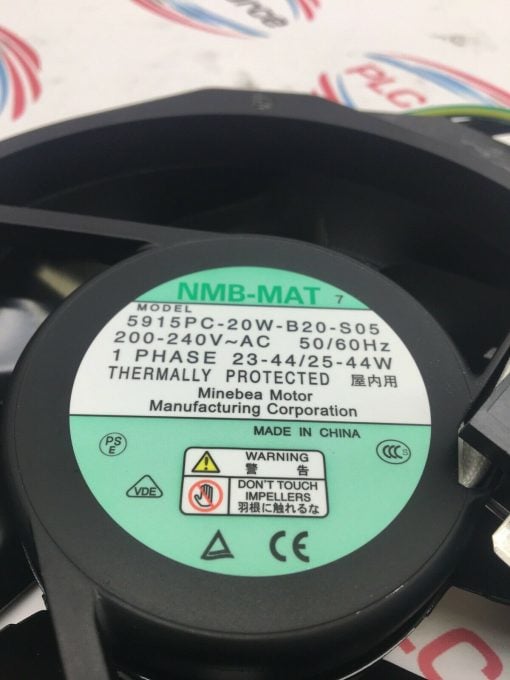 ource
PLC
NMB-MAT 7
MODEL
5915PC-20W-B20-S05
200-240V~AC 50/60Hz
1 PHASE 23-44/25-44W
THERMALLY PROTECTED 屋内用
Minebea Motor
Manufacturing Corporation
MADE IN CHINA
PS
E
CCC S
VDE
WARNING
警告
DON'T TOUCH
IMPELLERS
羽根に触れるな
CE
PLC